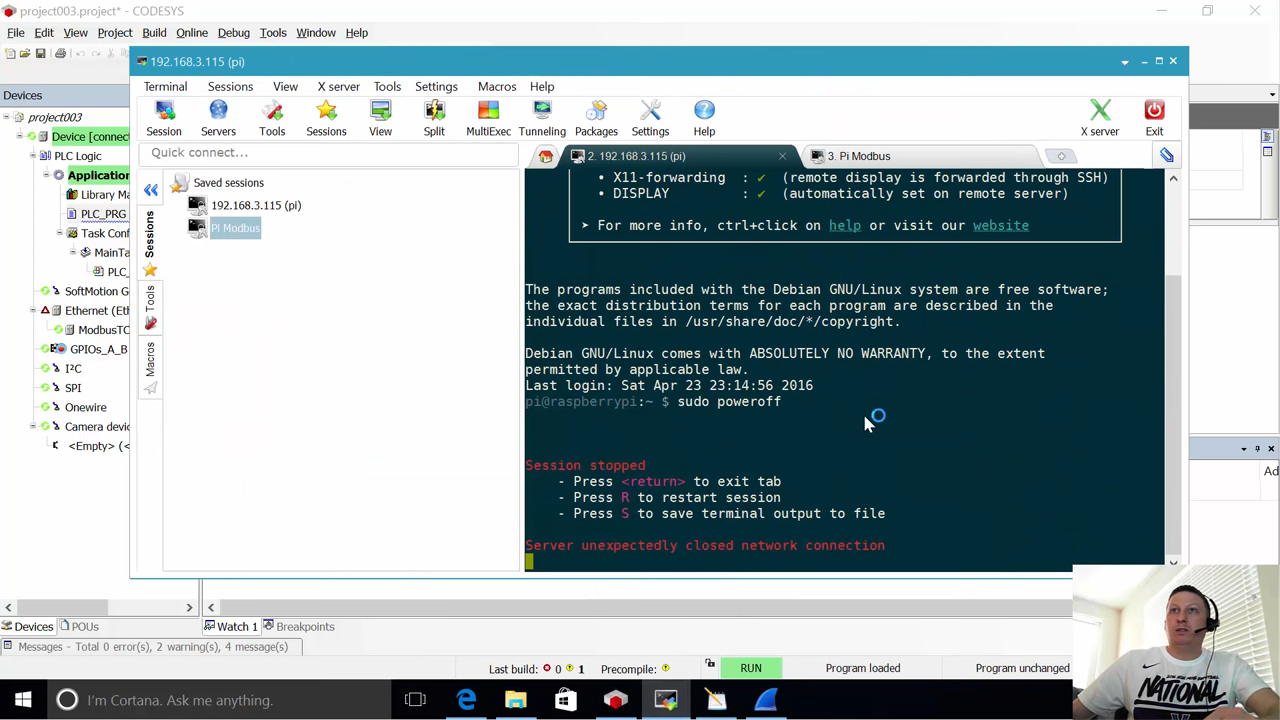 project003.project* - CODESYS
File Edit View Project Build Online Debug Tools Window Help
192.168.3.115 (pi)
Terminal Sessions View X server Tools Settings Macros Help
Session Servers Tools Sessions View Split MultiExec Tunneling Packages Settings Help X server Exit
Quick connect...
2. 192.168.3.115 (pi)
3. Pi Modbus
Devices
project003
Device [connec
PLC Logic
Application
Library Ma
PLC_PRG
Task Conf
MainTa
PLC_
SoftMotion G
Ethernet (Ethern
ModbusTC
GPIOs_A_B
I²C
SPI
Onewire
Camera devic
<Empty> (<Em
Sessions
Tools
Macros
Saved sessions
192.168.3.115 (pi)
Pi Modbus
• X11-forwarding : ✓ (remote display is forwarded through SSH)
• DISPLAY : ✓ (automatically set on remote server)
➤ For more info, ctrl+click on help or visit our website
The programs included with the Debian GNU/Linux system are free software;
the exact distribution terms for each program are described in the
individual files in /usr/share/doc/*/copyright.
Debian GNU/Linux comes with ABSOLUTELY NO WARRANTY, to the extent
permitted by applicable law.
Last login: Sat Apr 23 23:14:56 2016
pi@raspberrypi:~ $ sudo poweroff
Session stopped
- Press <return> to exit tab
- Press R to restart session
- Press S to save terminal output to file
Server unexpectedly closed network connection
Ad
Devices POUs
Watch 1 Breakpoints
Messages - Total 0 error(s), 2 warning(s), 4 message(s)
Last build: 0 1 Precompile: RUN Program loaded Program unchanged
I'm Cortana. Ask me anything.
NATIONAL